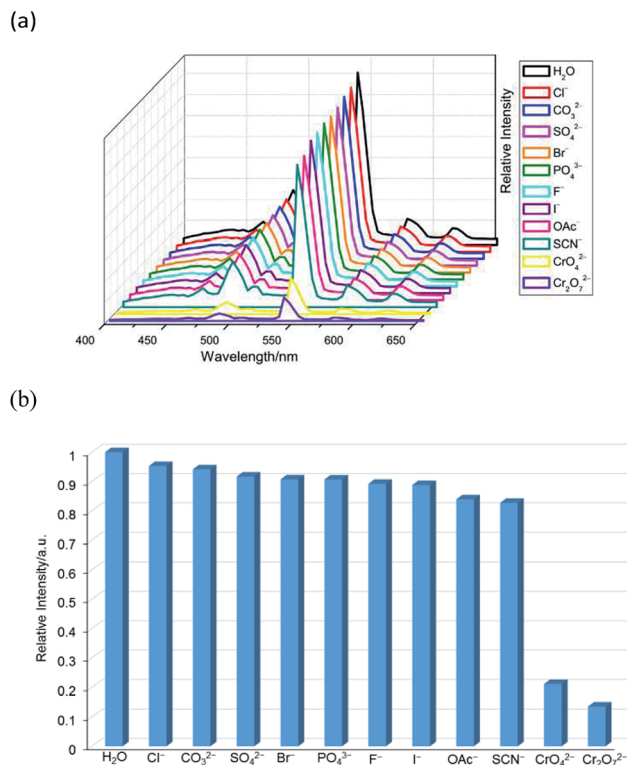 (a)
Relative Intensity
H₂O
Cl⁻
CO₃²⁻
SO₄²⁻
Br⁻
PO₄³⁻
F⁻
I⁻
OAc⁻
SCN⁻
CrO₄²⁻
Cr₂O₇²⁻
400 450 500 550 600 650
Wavelength/nm
(b)
Relative Intensity/a.u.
1
0.9
0.8
0.7
0.6
0.5
0.4
0.3
0.2
0.1
0
H₂O Cl⁻ CO₃²⁻ SO₄²⁻ Br⁻ PO₄³⁻ F⁻ I⁻ OAc⁻ SCN⁻ CrO₄²⁻ Cr₂O₇²⁻